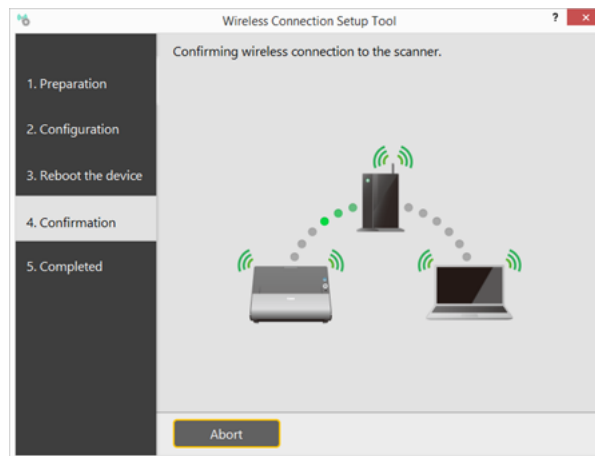 Wireless Connection Setup Tool
?
×
Confirming wireless connection to the scanner.
1. Preparation
2. Configuration
3. Reboot the device
4. Confirmation
5. Completed
Abort